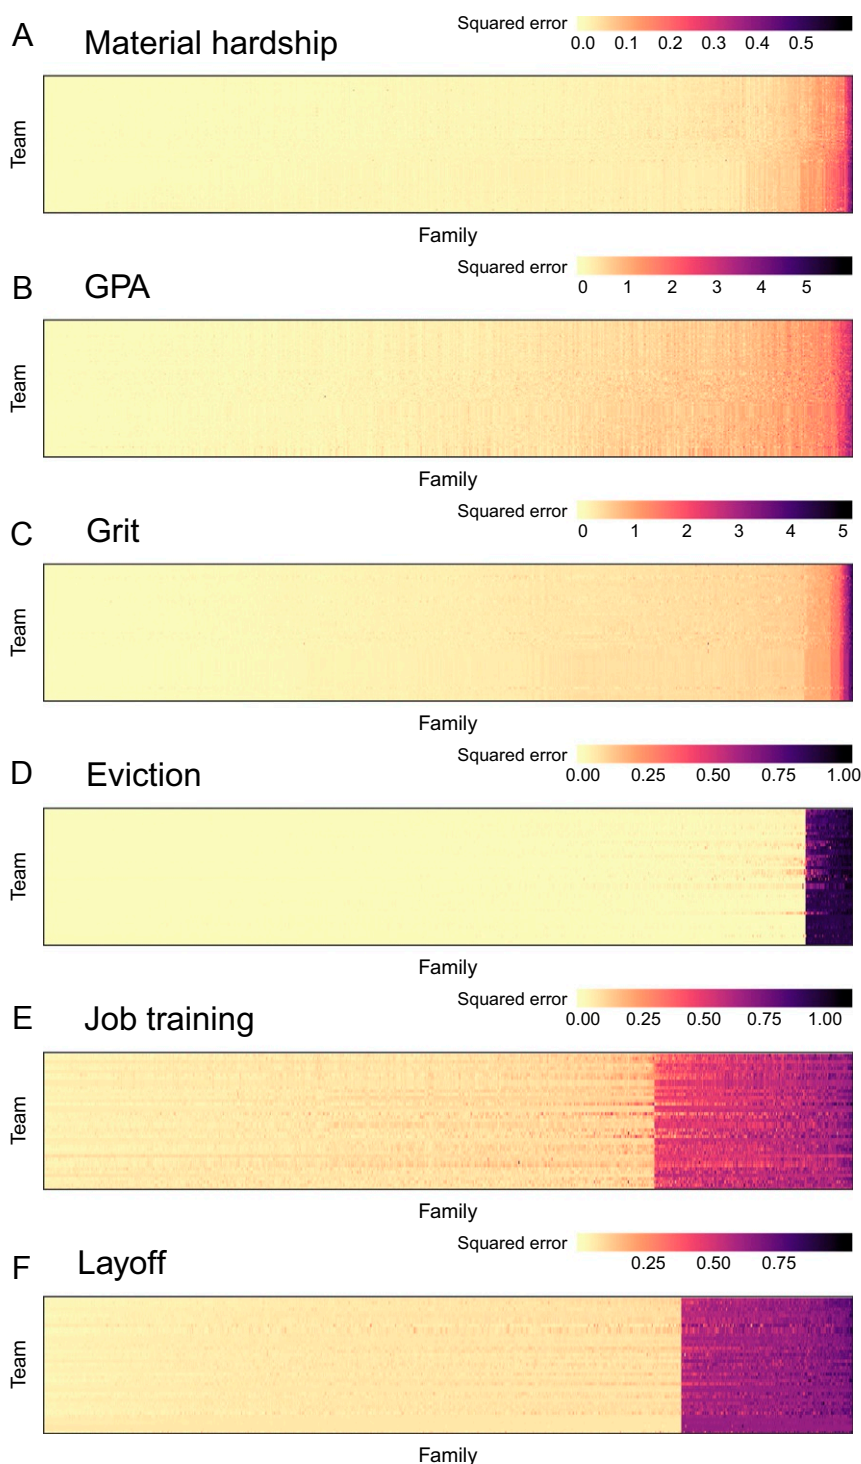 A
Material hardship
Squared error
0.0 0.1 0.2 0.3 0.4 0.5
Team
Family
B
GPA
Squared error
0 1 2 3 4 5
Team
Family
C
Grit
Squared error
0 1 2 3 4 5
Team
Family
D
Eviction
Squared error
0.00 0.25 0.50 0.75 1.00
Team
Family
E
Job training
Squared error
0.00 0.25 0.50 0.75 1.00
Team
Family
F
Layoff
Squared error
0.25 0.50 0.75
Team
Family